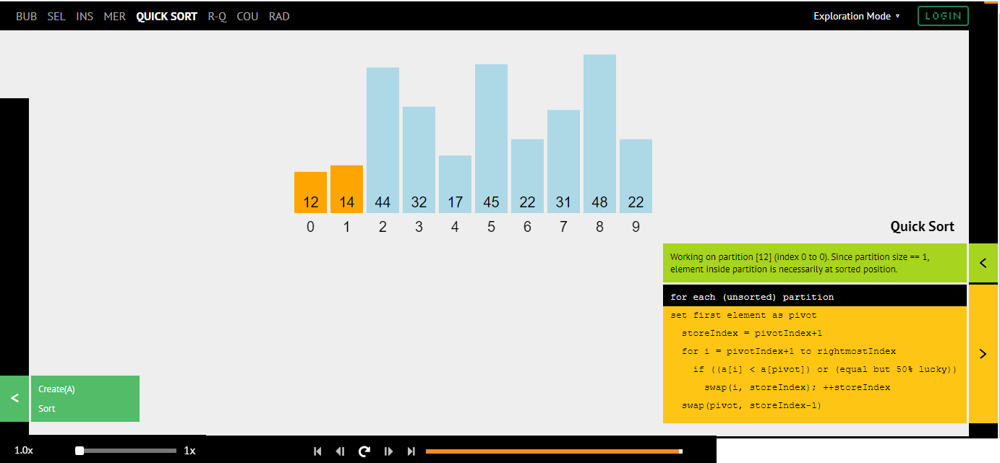 BUB SEL INS MER QUICK SORT R-Q COU RAD Exploration Mode ▼ LOGIN
12 14 44 32 17 45 22 31 48 22
0 1 2 3 4 5 6 7 8 9
Quick Sort
Working on partition [12] (index 0 to 0). Since partition size == 1,
element inside partition is necessarily at sorted position.
<
for each (unsorted) partition
set first element as pivot
storeIndex = pivotIndex+1
for i = pivotIndex+1 to rightmostIndex
if ((a[i] < a[pivot]) or (equal but 50% lucky))
swap(i, storeIndex); ++storeIndex
swap(pivot, storeIndex-1)
>
<
Create(A)
Sort
1.0x 1x